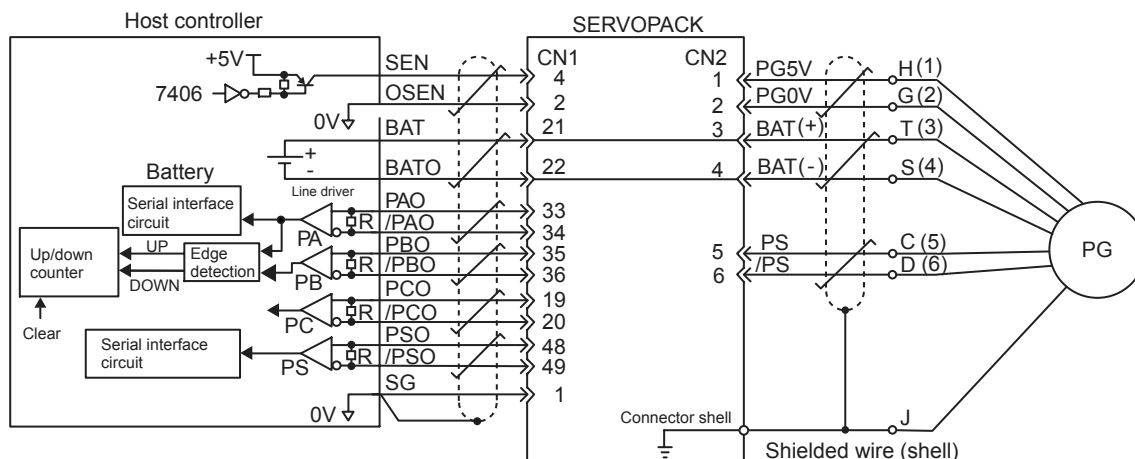 Host controller
SERVOPACK
+5V
7406
SEN
OSEN
0V
BAT
BATO
+
-
Battery
Line driver
Serial interface
circuit
Up/down
counter
UP
DOWN
Edge
detection
Clear
Serial interface
circuit
PA
PB
PC
PS
R
R
R
R
PAO
/PAO
PBO
/PBO
PCO
/PCO
PSO
/PSO
SG
0V
CN1
4
2
21
22
33
34
35
36
19
20
48
49
1
CN2
1
2
3
4
5
6
PG5V
PG0V
BAT(+)
BAT(-)
PS
/PS
H(1)
G(2)
T(3)
S(4)
C(5)
D(6)
PG
Connector shell
J
Shielded wire (shell)